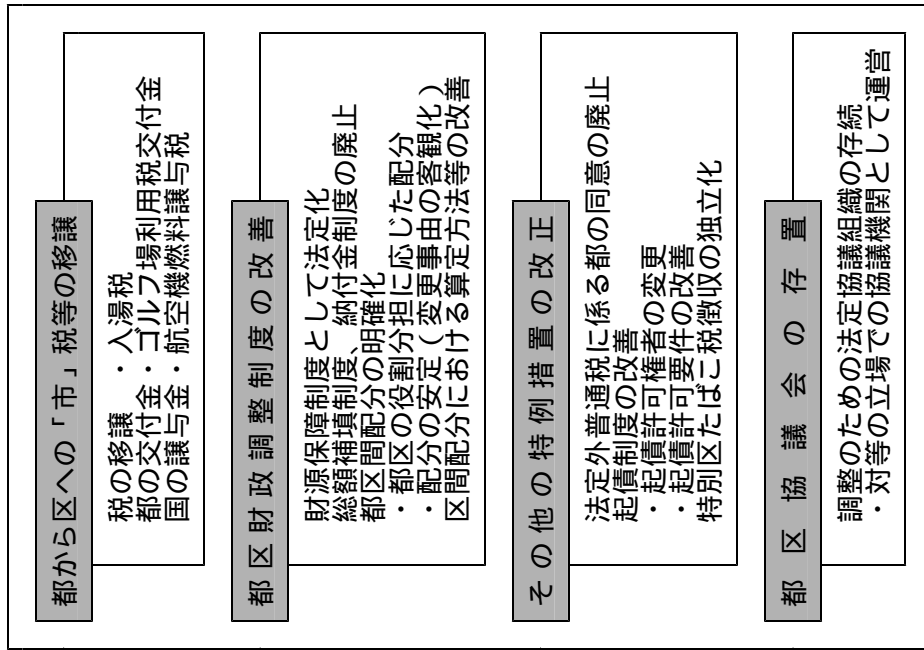 都から区への「市」税等の移譲
税の移譲・入湯税
都の交付金・ゴルフ場利用税交付金
国の譲与金・航空機燃料譲与税
都区財政調整制度の改善
財源保障制度として法定化
総額補填制度、納付金制度の廃止
都区間配分の明確化
・都区の役割分担に応じた配分
・配分の安定(変更事由の客観化)
区間配分における算定方法等の改善
その他の特例措置の改正
法定外普通税に係る都の同意の廃止
起債制度の改善
・起債許可権者の変更
・起債許可要件の改善
特別区たばこ税徴収の独立化
都区協議会の存置
調整のための法定協議組織の存続
・対等の立場での協議機関として運営